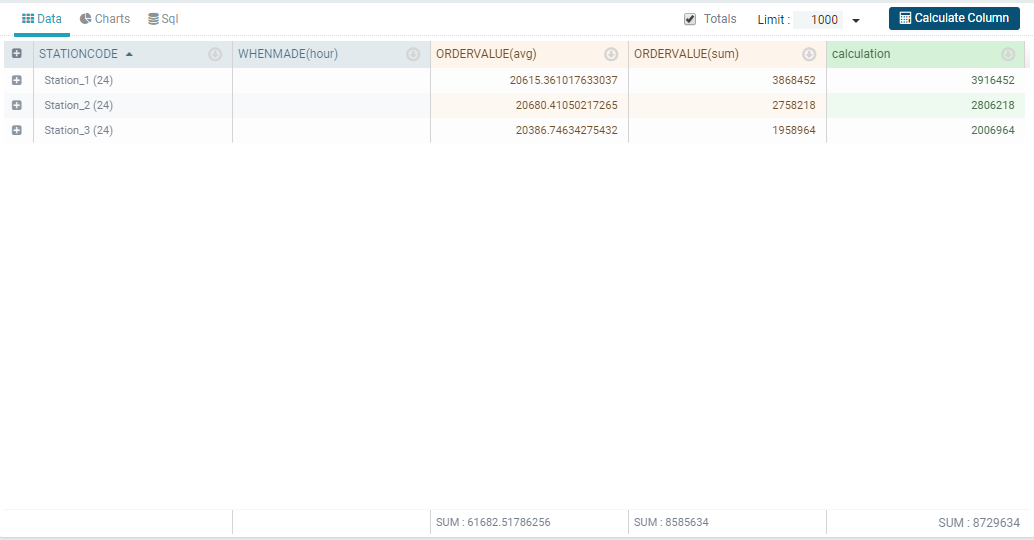 Data Charts Sql Totals Limit : 1000 Calculate Column
STATIONCODE WHENMADE(hour) ORDERVALUE(avg) ORDERVALUE(sum) calculation
Station_1 (24) 20615.361017633037 3868452 3916452
Station_2 (24) 20680.41050217265 2758218 2806218
Station_3 (24) 20386.74634275432 1958964 2006964
SUM : 61682.51786256 SUM : 8585634 SUM : 8729634